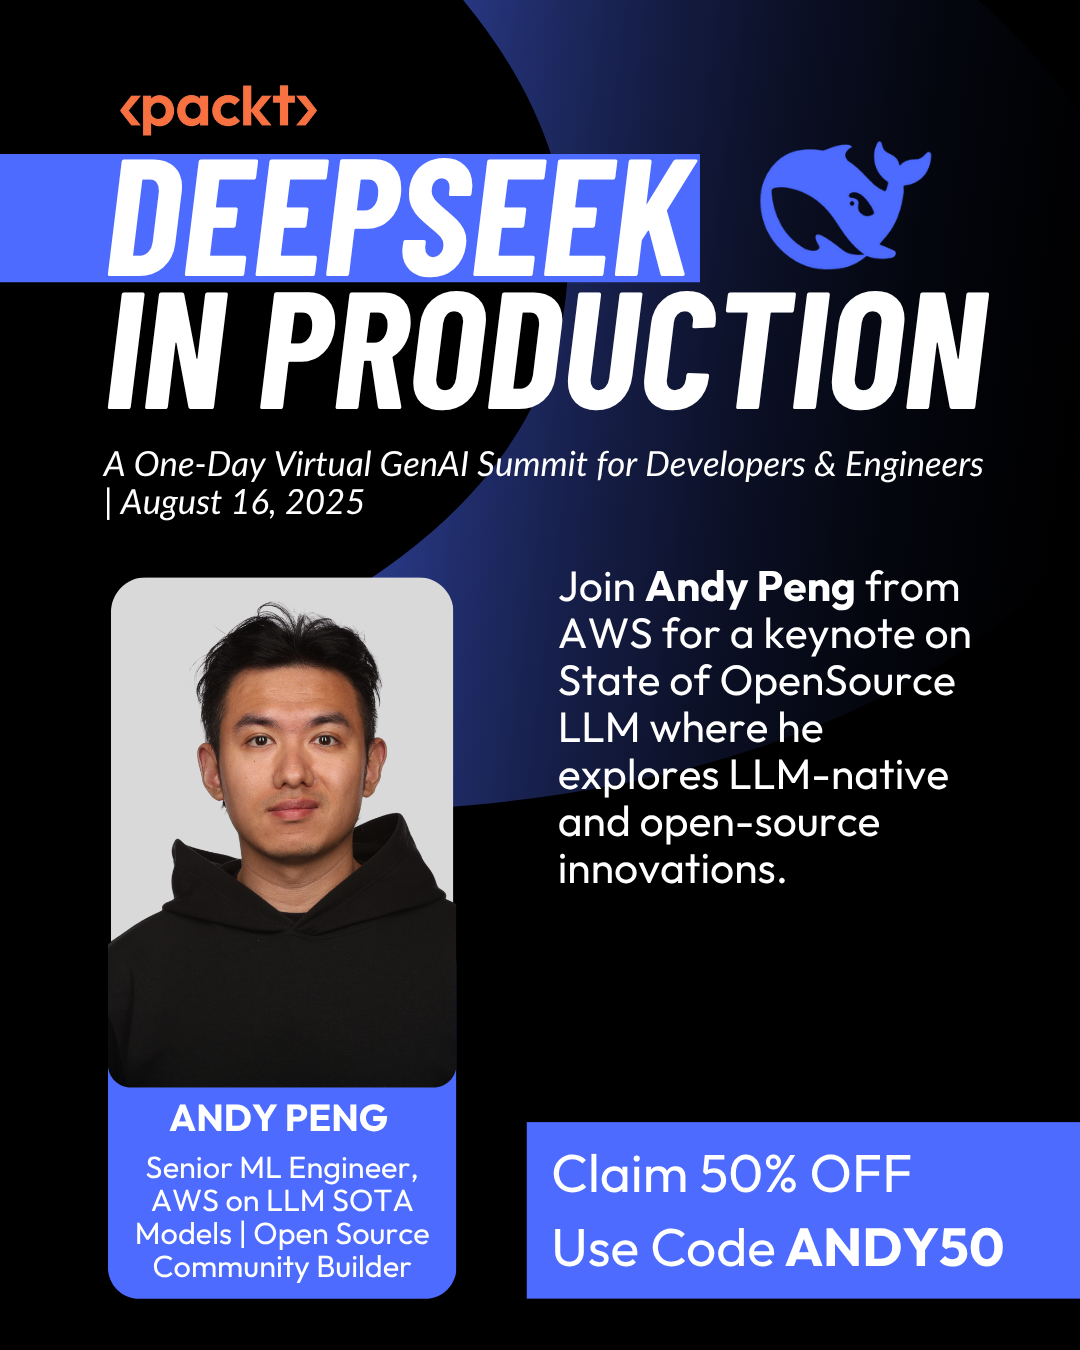 ‹packt›
DEEPSEEK
IN PRODUCTION
A One-Day Virtual GenAI Summit for Developers & Engineers
| August 16, 2025
Join Andy Peng from
AWS for a keynote on
State of OpenSource
LLM where he
explores LLM-native
and open-source
innovations.
ANDY PENG
Senior ML Engineer,
AWS on LLM SOTA
Models | Open Source
Community Builder
Claim 50% OFF
Use Code ANDY50